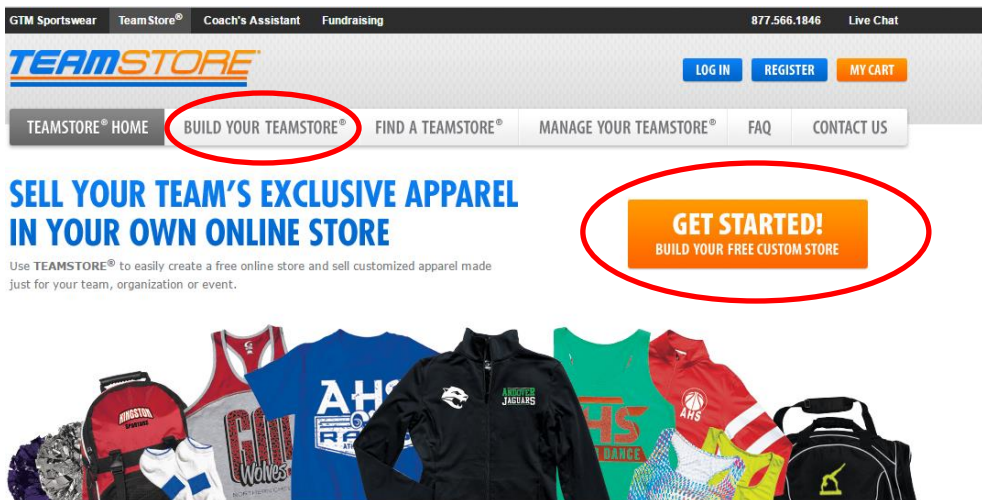 GTM Sportswear TeamStore® Coach's Assistant Fundraising 877.566.1846 Live Chat
TEAMSTORE®
LOG IN REGISTER MY CART
TEAMSTORE® HOME BUILD YOUR TEAMSTORE® FIND A TEAMSTORE® MANAGE YOUR TEAMSTORE® FAQ CONTACT US
SELL YOUR TEAM'S EXCLUSIVE APPAREL
IN YOUR OWN ONLINE STORE
GET STARTED!
BUILD YOUR FREE CUSTOM STORE
Use TEAMSTORE® to easily create a free online store and sell customized apparel made
just for your team, organization or event.
KINGSTON
SPARTANS
Wolves
AHS
ANDOVER
JAGUARS
HS
DANCE
AHS